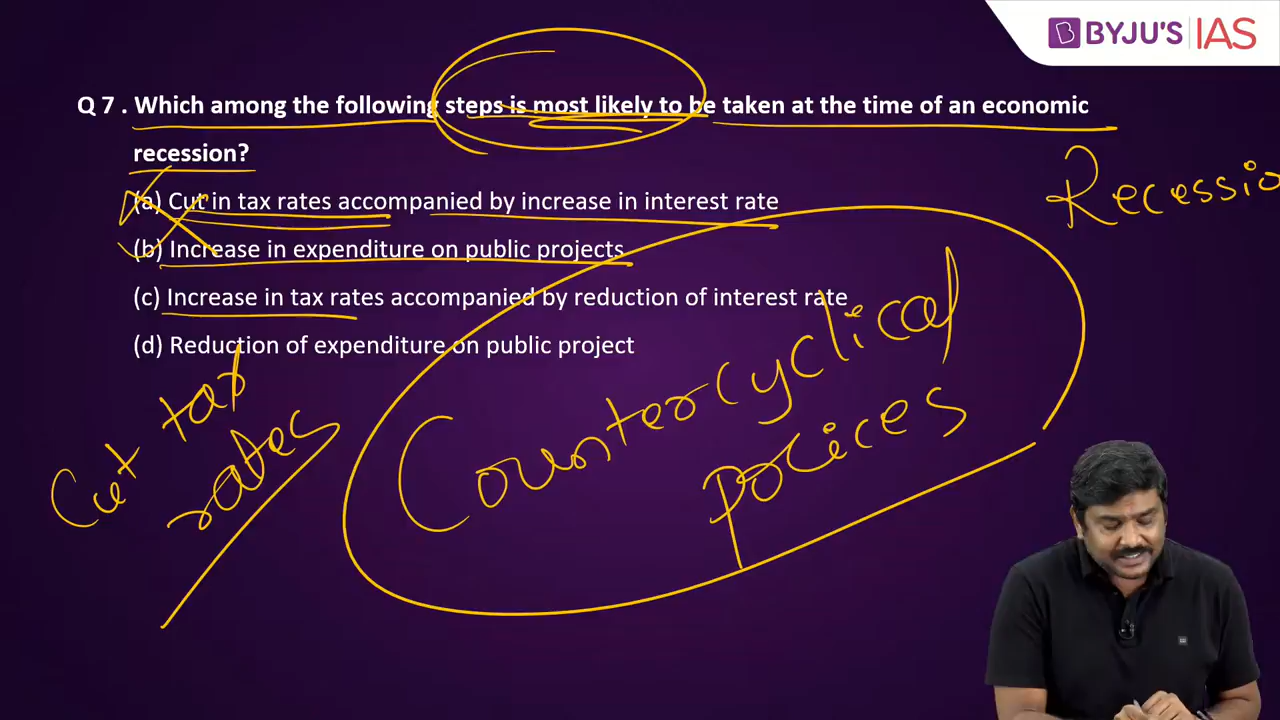 BYJU'S IAS
Q 7 . Which among the following steps is most likely to be taken at the time of an economic
recession?
(a) Cut in tax rates accompanied by increase in interest rate
(b) Increase in expenditure on public projects
(c) Increase in tax rates accompanied by reduction of interest rate
(d) Reduction of expenditure on public project
Recessio
Cut tax
rates
Countercyclical
policies